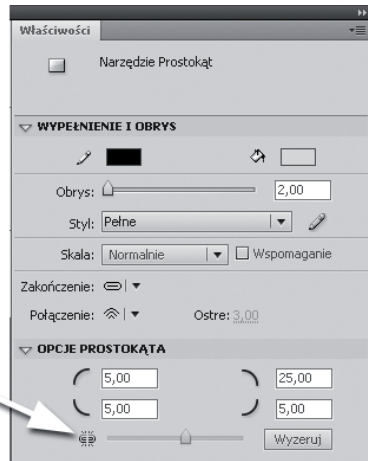 Właściwości
Narzędzie Prostokąt
WYPEŁNIENIE I OBRYS
Obrys: 2,00
Styl: Pełne
Skala: Normalnie Wspomaganie
Zakończenie:
Połączenie: Ostre: 3,00
OPCJE PROSTOKĄTA
5,00 25,00
5,00 5,00
Wyzeruj